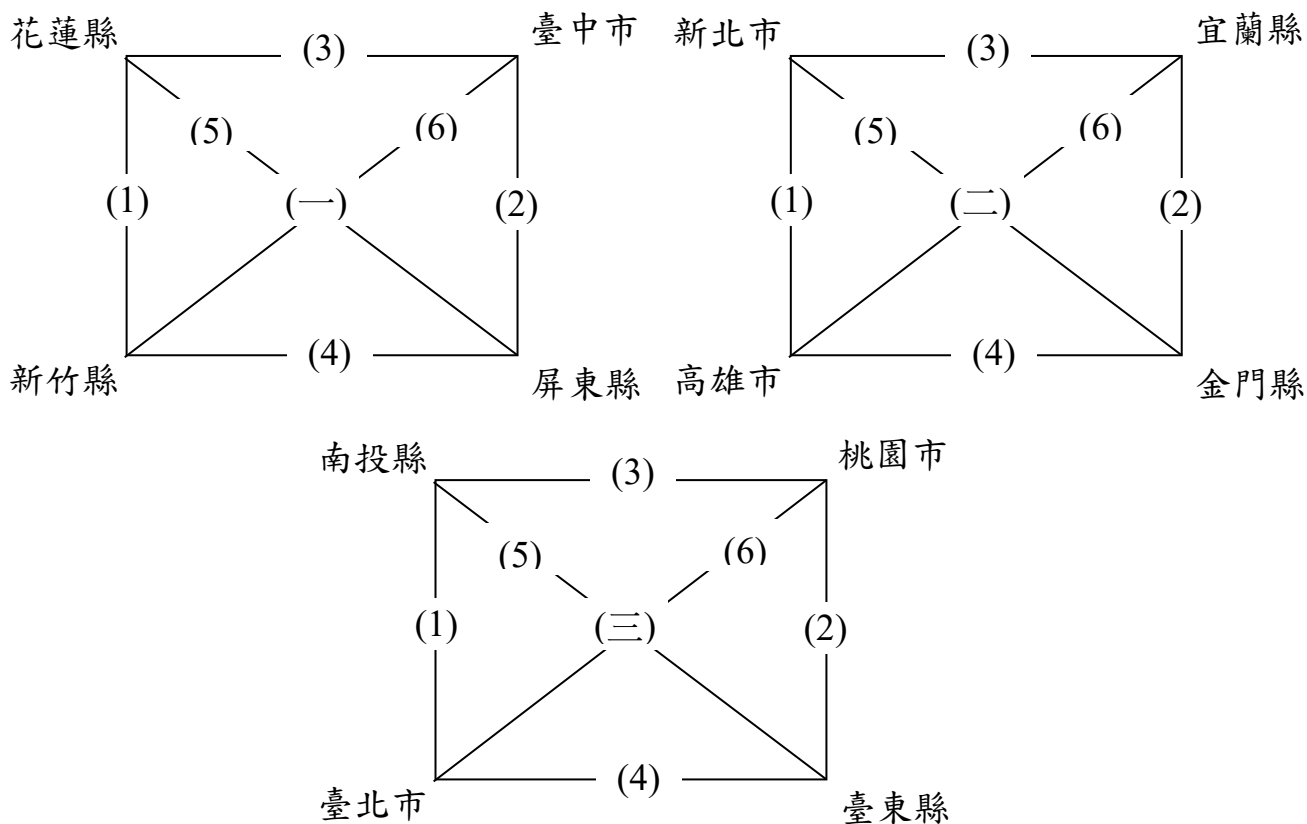 花蓮縣 (3) 臺中市
(5) (6)
(1) (一) (2)
新竹縣 (4) 屏東縣
新北市 (3) 宜蘭縣
(5) (6)
(1) (二) (2)
高雄市 (4) 金門縣
南投縣 (3) 桃園市
(5) (6)
(1) (三) (2)
臺北市 (4) 臺東縣